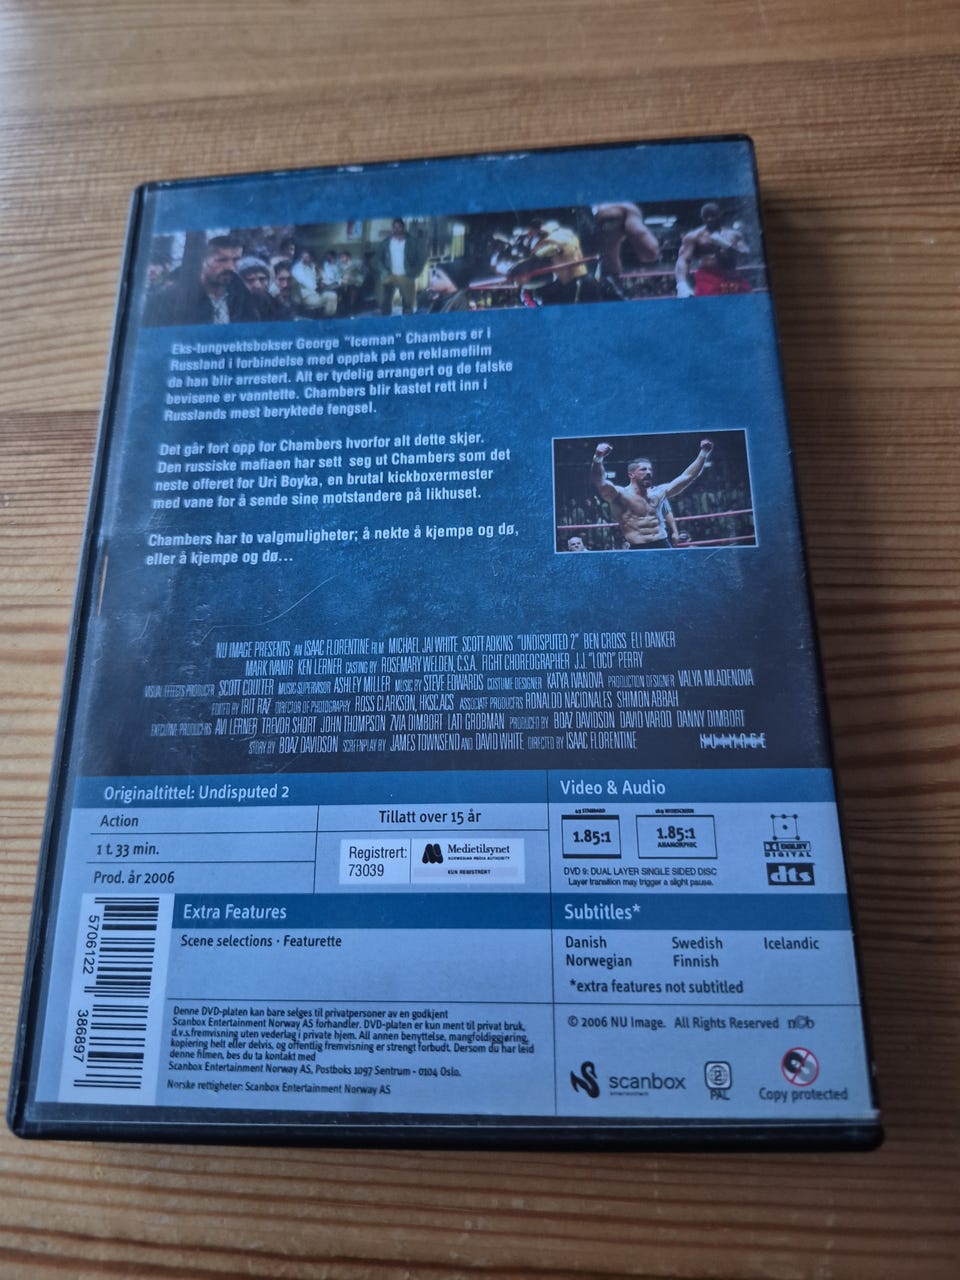 Eks-tungvektsbokser George "Iceman" Chambers er i
Russland i forbindelse med opptak på en reklamefilm
da han blir arrestert. Alt er tydelig arrangert og de falske
bevisene er vanntette. Chambers blir kastet rett inn i
Russlands mest beryktede fengsel.
Det går fort opp for Chambers hvorfor alt dette skjer.
Den russiske mafiaen har sett seg ut Chambers som det
neste offeret for Uri Boyka, en brutal kickboxermester
med vane for å sende sine motstandere på likhuset.
Chambers har to valgmuligheter; å nekte å kjempe og dø,
eller å kjempe og dø...
NU IMAGE PRESENTS AN ISAAC FLORENTINE FILM MICHAEL JAI WHITE SCOTT ADKINS "UNDISPUTED 2" BEN CROSS ELI DANKER
MARK IVANIR KEN LERNER CASTING BY ROSEMARY WELDEN, C.S.A. FIGHT CHOREOGRAPHER J.J. "LOCO" PERRY
VISUAL EFFECTS PRODUCER SCOTT COULTER MUSIC SUPERVISOR ASHLEY MILLER MUSIC BY STEVE EDWARDS COSTUME DESIGNER KATYA IVANOVA PRODUCTION DESIGNER VALYA MLADENOVA
EDITED BY IRIT RAZ DIRECTOR OF PHOTOGRAPHY ROSS CLARKSON, HKSC,ACS ASSOCIATE PRODUCERS RONALDO NACIONALES SHIMON ABBAH
EXECUTIVE PRODUCERS AVI LERNER TREVOR SHORT JOHN THOMPSON ZVIA DIMBORT LATI GROBMAN PRODUCED BY BOAZ DAVIDSON DAVID VAROD DANNY DIMBORT
STORY BY BOAZ DAVIDSON SCREENPLAY BY JAMES TOWNSEND AND DAVID WHITE DIRECTED BY ISAAC FLORENTINE
NU IMAGE
Originaltittel: Undisputed 2
Action
1 t. 33 min.
Prod. år 2006
Tillatt over 15 år
Registrert:
73039
Medietilsynet
NORWEGIAN MEDIA AUTHORITY
KUN REGISTRERT
Video & Audio
4:3 STANDARD
1.85:1
16:9 WIDESCREEN
1.85:1
ANAMORPHIC
DOLBY
DIGITAL
dts
DVD 9: DUAL LAYER SINGLE SIDED DISC
Layer transition may trigger a slight pause.
Extra Features
Scene selections · Featurette
Subtitles*
Danish Swedish Icelandic
Norwegian Finnish
*extra features not subtitled
5706122 386897
Denne DVD-platen kan bare selges til privatpersoner av en godkjent
Scanbox Entertainment Norway AS forhandler. DVD-platen er kun ment til privat bruk,
d.v.s.fremvisning uten vederlag i private hjem. All annen benyttelse, mangfoldiggjøring,
kopiering helt eller delvis, og offentlig fremvisning er strengt forbudt. Dersom du har leid
denne filmen, bes du ta kontakt med
Scanbox Entertainment Norway AS, Postboks 1097 Sentrum - 0104 Oslo.
Norske rettigheter: Scanbox Entertainment Norway AS
© 2006 NU Image. All Rights Reserved ncb
scanbox
entertainment
2
PAL
Copy protected